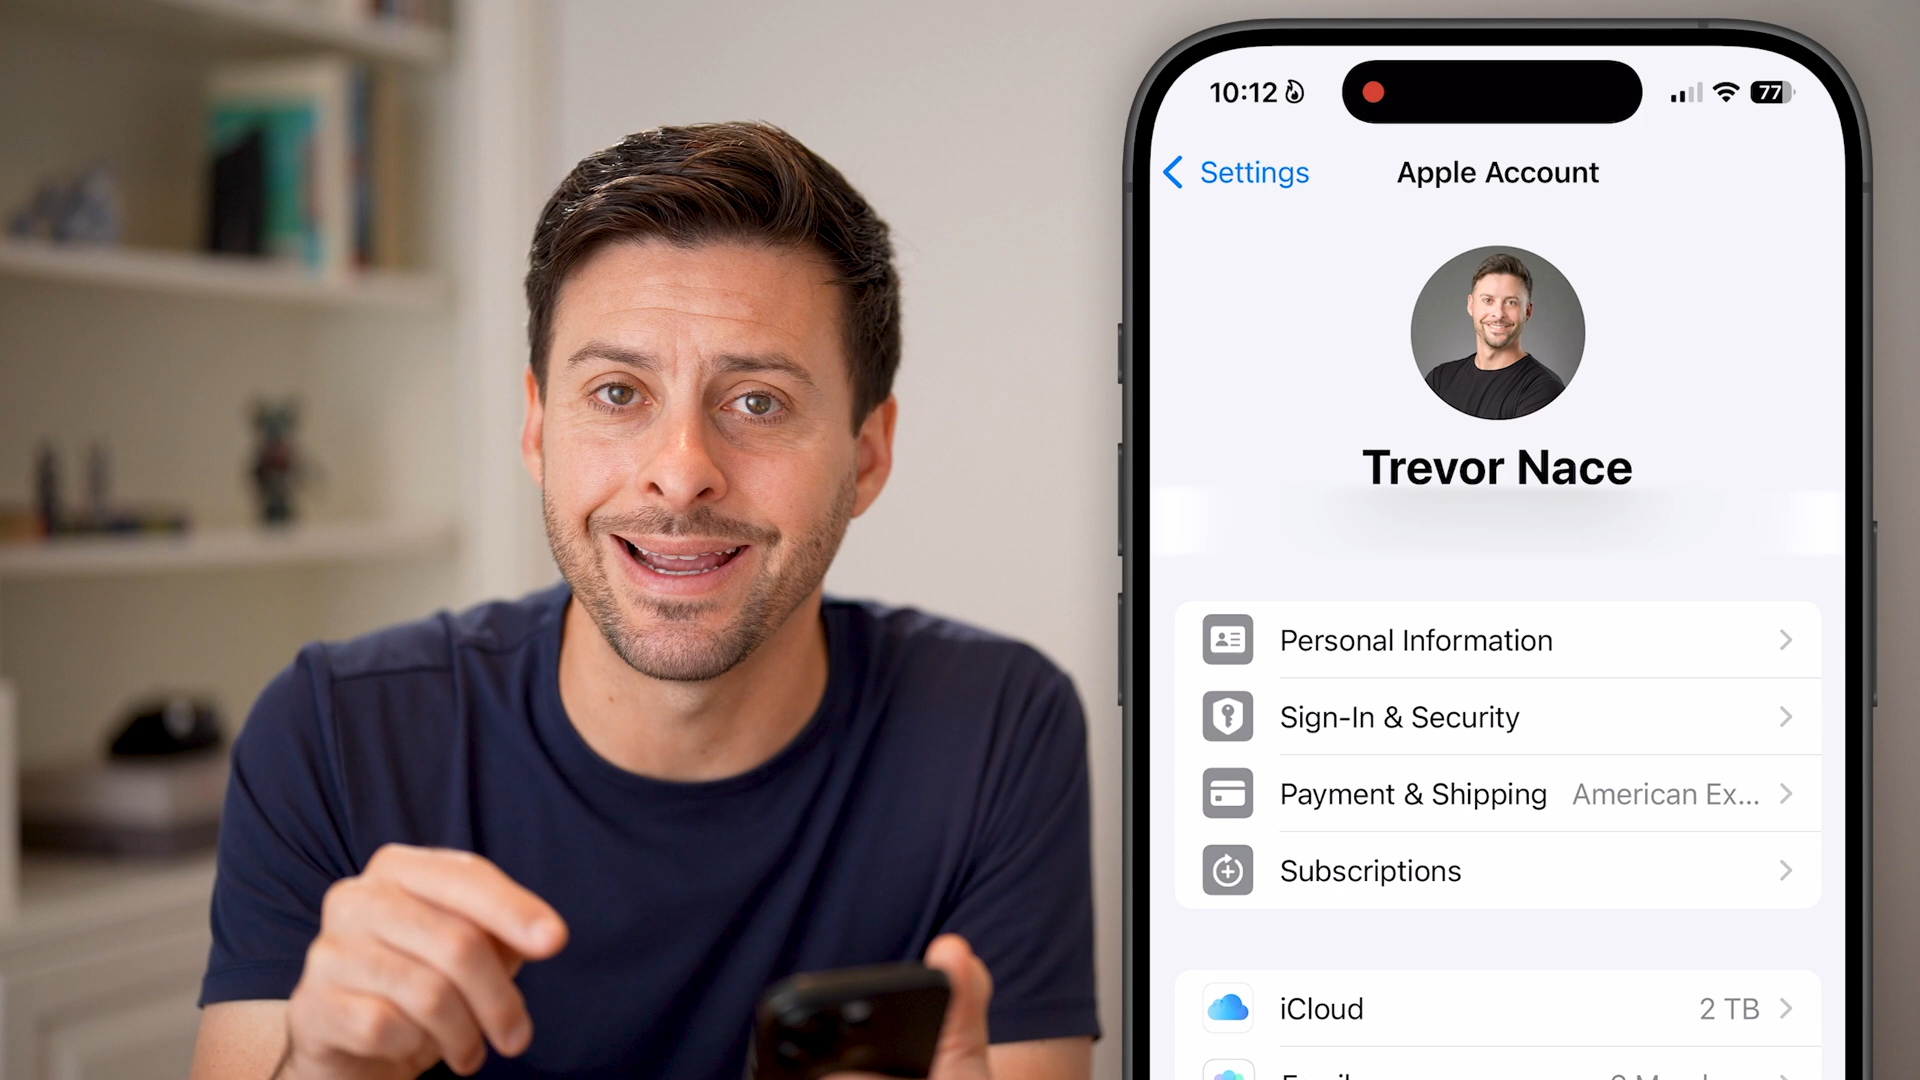 10:12
77
Settings
Apple Account
Trevor Nace
Personal Information
Sign-In & Security
Payment & Shipping American Ex...
Subscriptions
iCloud 2 TB